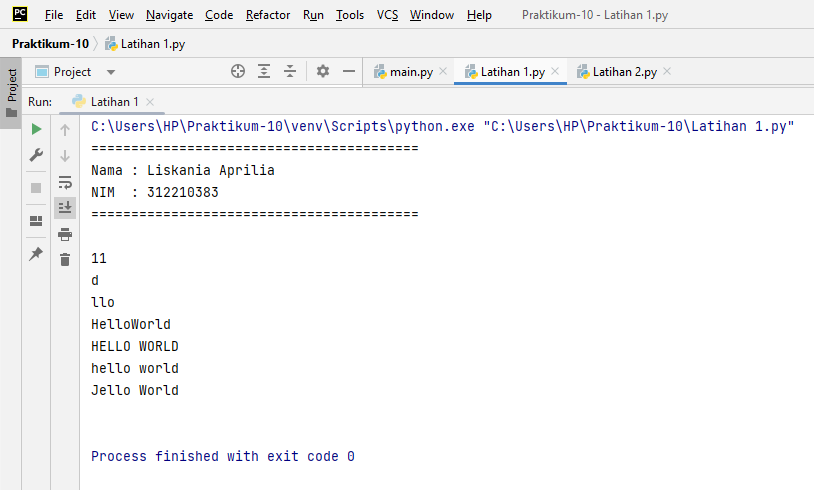 PC File Edit View Navigate Code Refactor Run Tools VCS Window Help Praktikum-10 - Latihan 1.py
Praktikum-10 Latihan 1.py
Project
Project main.py Latihan 1.py Latihan 2.py
Run: Latihan 1
C:\Users\HP\Praktikum-10\venv\Scripts\python.exe "C:\Users\HP\Praktikum-10\Latihan 1.py"
=========================================
Nama : Liskania Aprilia
NIM  : 312210383
=========================================
11
d
llo
HelloWorld
HELLO WORLD
hello world
Jello World
Process finished with exit code 0